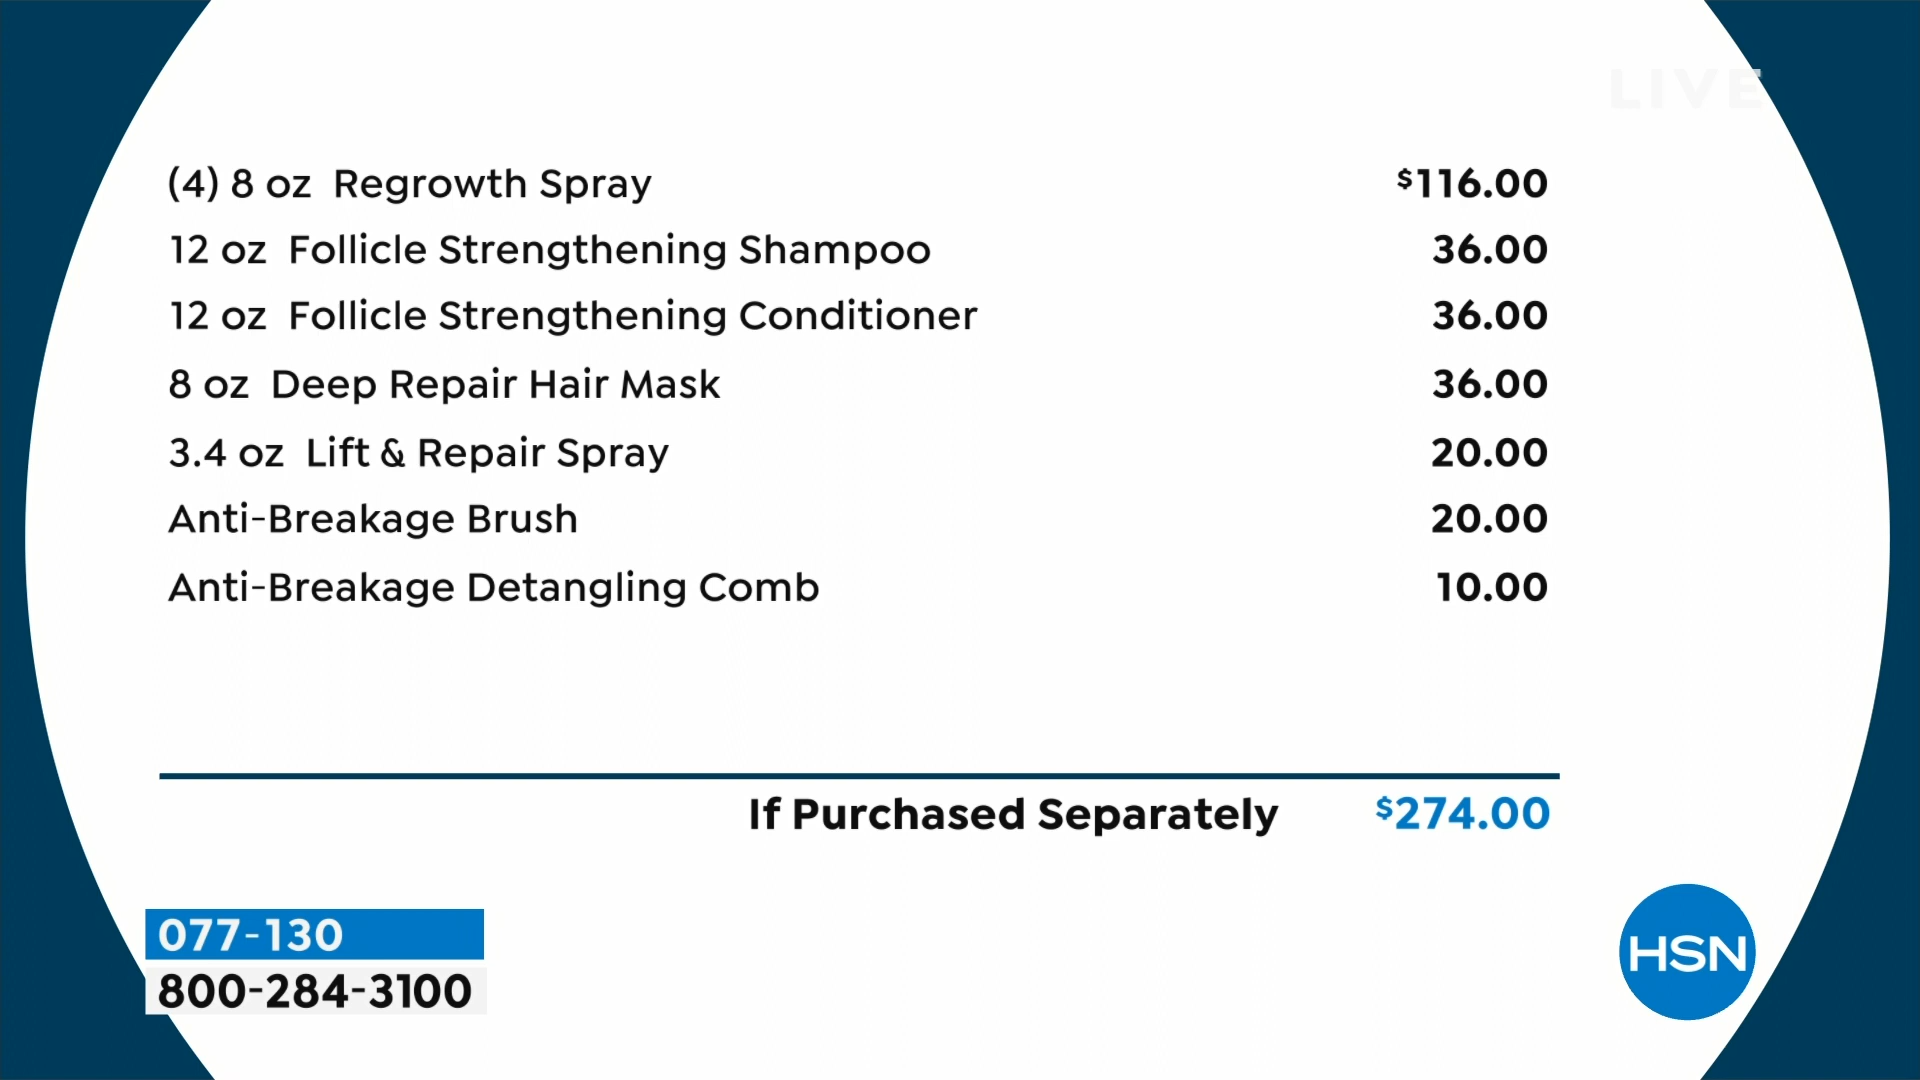 LIVE
(4) 8 oz Regrowth Spray $116.00
12 oz Follicle Strengthening Shampoo 36.00
12 oz Follicle Strengthening Conditioner 36.00
8 oz Deep Repair Hair Mask 36.00
3.4 oz Lift & Repair Spray 20.00
Anti-Breakage Brush 20.00
Anti-Breakage Detangling Comb 10.00
If Purchased Separately $274.00
077-130
800-284-3100
HSN